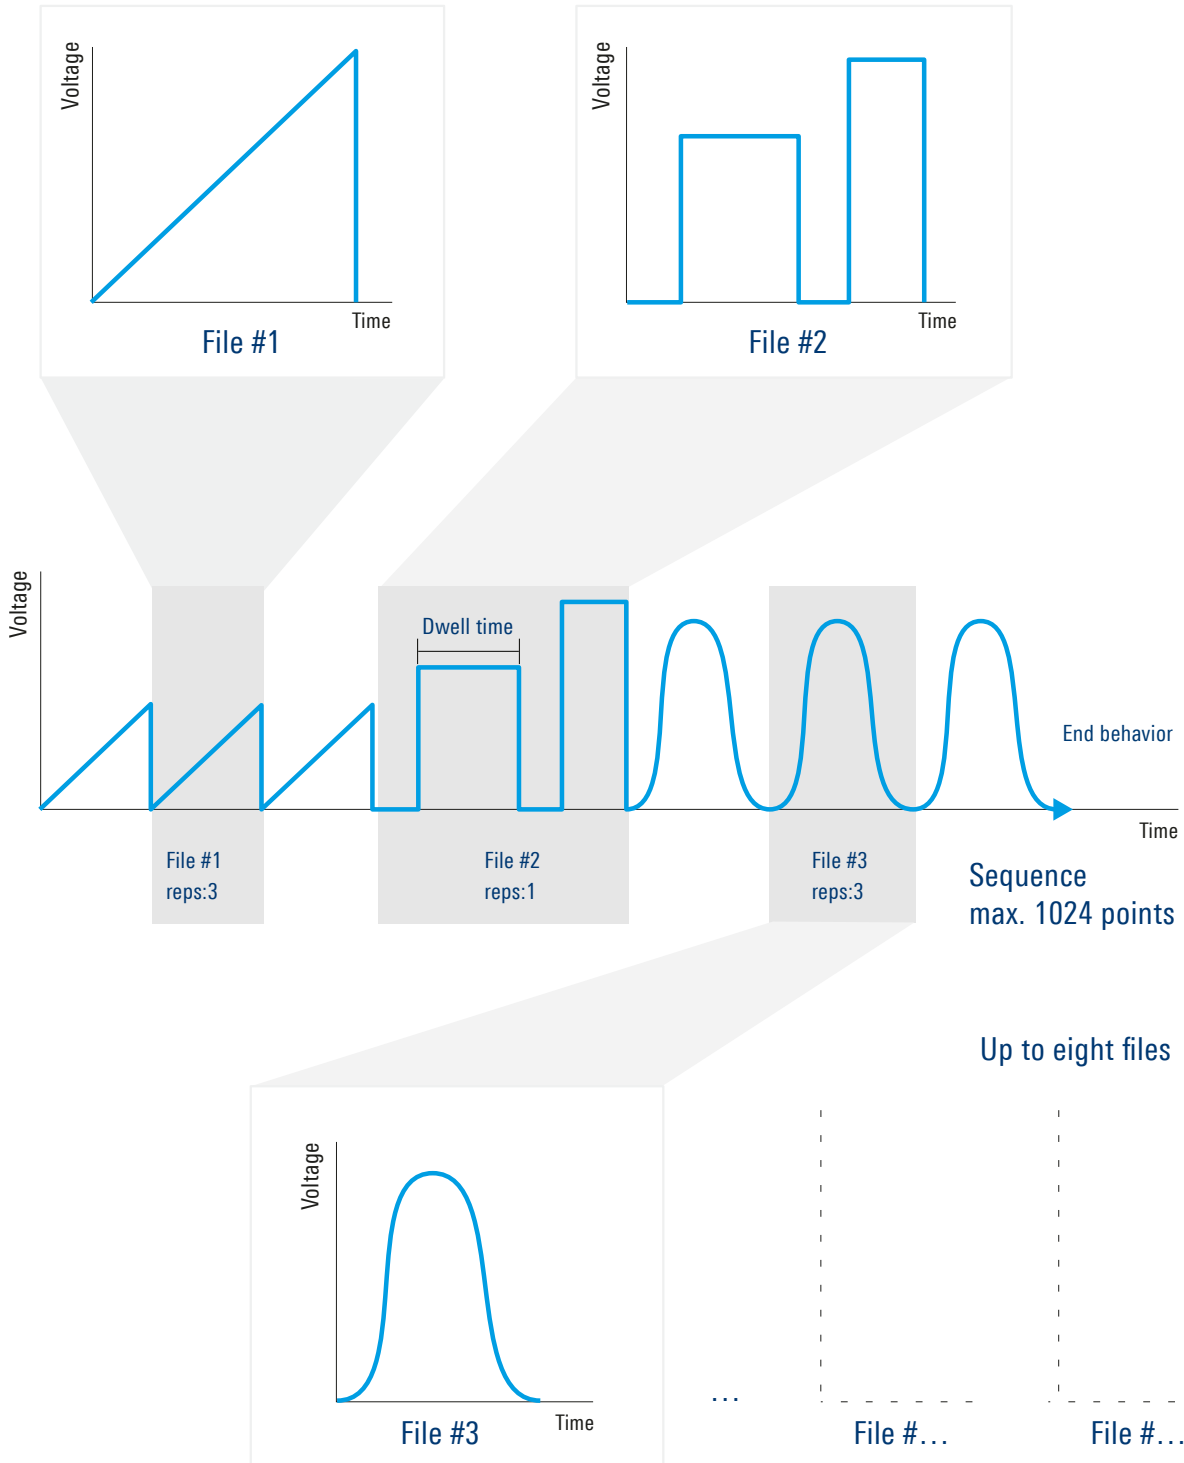 Voltage
Time
File #1
Voltage
Time
File #2
Voltage
Dwell time
End behavior
Time
File #1
reps:3
File #2
reps:1
File #3
reps:3
Sequence
max. 1024 points
Up to eight files
Voltage
Time
File #3
...
File #...
File #...